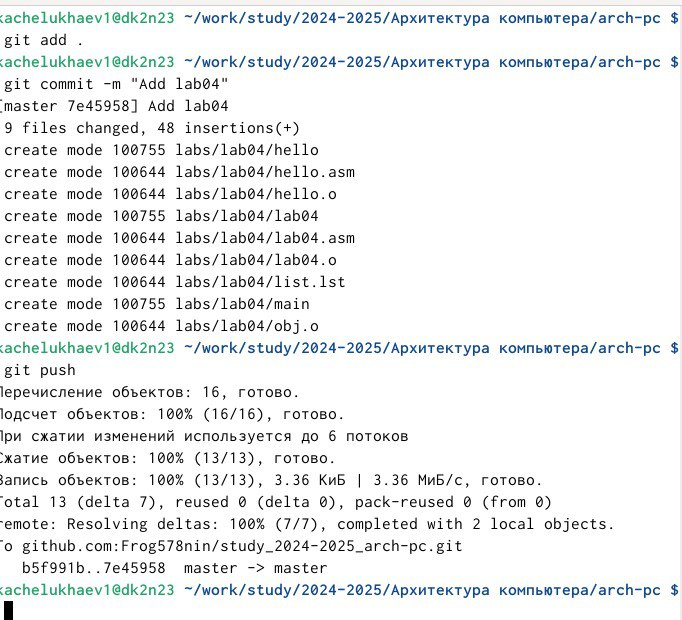 kachelukhaev1@dk2n23 ~/work/study/2024-2025/Архитектура компьютера/arch-pc $
git add .
kachelukhaev1@dk2n23 ~/work/study/2024-2025/Архитектура компьютера/arch-pc $
git commit -m "Add lab04"
[master 7e45958] Add lab04
9 files changed, 48 insertions(+)
create mode 100755 labs/lab04/hello
create mode 100644 labs/lab04/hello.asm
create mode 100644 labs/lab04/hello.o
create mode 100755 labs/lab04/lab04
create mode 100644 labs/lab04/lab04.asm
create mode 100644 labs/lab04/lab04.o
create mode 100644 labs/lab04/list.lst
create mode 100755 labs/lab04/main
create mode 100644 labs/lab04/obj.o
kachelukhaev1@dk2n23 ~/work/study/2024-2025/Архитектура компьютера/arch-pc $
git push
Перечисление объектов: 16, готово.
Подсчет объектов: 100% (16/16), готово.
При сжатии изменений используется до 6 потоков
Сжатие объектов: 100% (13/13), готово.
Запись объектов: 100% (13/13), 3.36 КиБ | 3.36 МиБ/с, готово.
Total 13 (delta 7), reused 0 (delta 0), pack-reused 0 (from 0)
remote: Resolving deltas: 100% (7/7), completed with 2 local objects.
To github.com:Frog578nin/study_2024-2025_arch-pc.git
b5f991b..7e45958  master -> master
kachelukhaev1@dk2n23 ~/work/study/2024-2025/Архитектура компьютера/arch-pc $